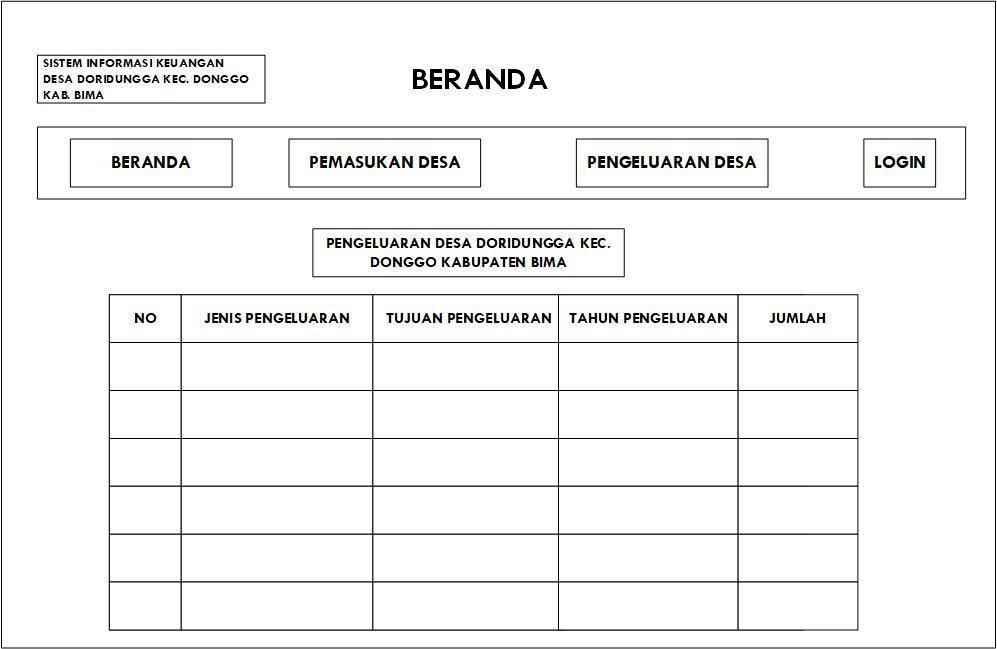 SISTEM INFORMASI KEUANGAN
DESA DORIDUNGGA KEC. DONGGO
KAB. BIMA
BERANDA
BERANDA
PEMASUKAN DESA
PENGELUARAN DESA
LOGIN
PENGELUARAN DESA DORIDUNGGA KEC.
DONGGO KABUPATEN BIMA
NO
JENIS PENGELUARAN
TUJUAN PENGELUARAN
TAHUN PENGELUARAN
JUMLAH